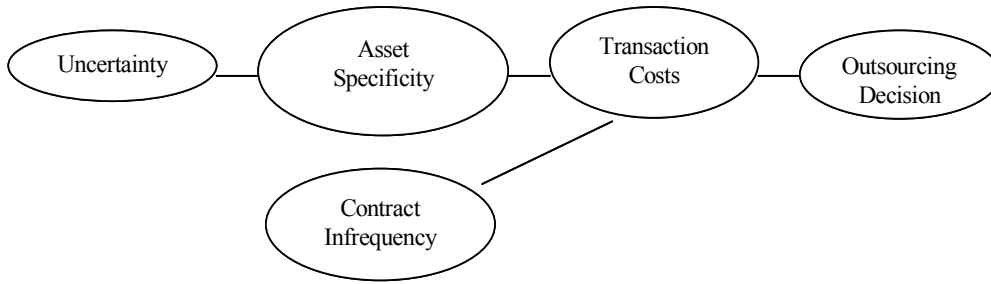 Uncertainty
Asset
Specificity
Transaction
Costs
Outsourcing
Decision
Contract
Infrequency